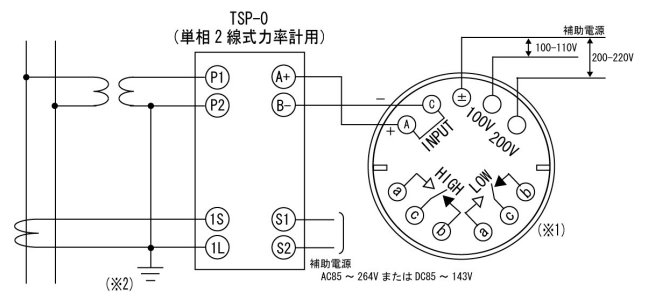 TSP-0
(単相2線式力率計用)
補助電源
100-110V
200-220V
P1
A+
P2
B-
−
C
±
+
A
INPUT
100V
200V
HIGH
LOW
a
c
b
a
c
b
(※1)
1S
S1
1L
S2
(※2)
補助電源
AC85 ~ 264V または DC85 ~ 143V